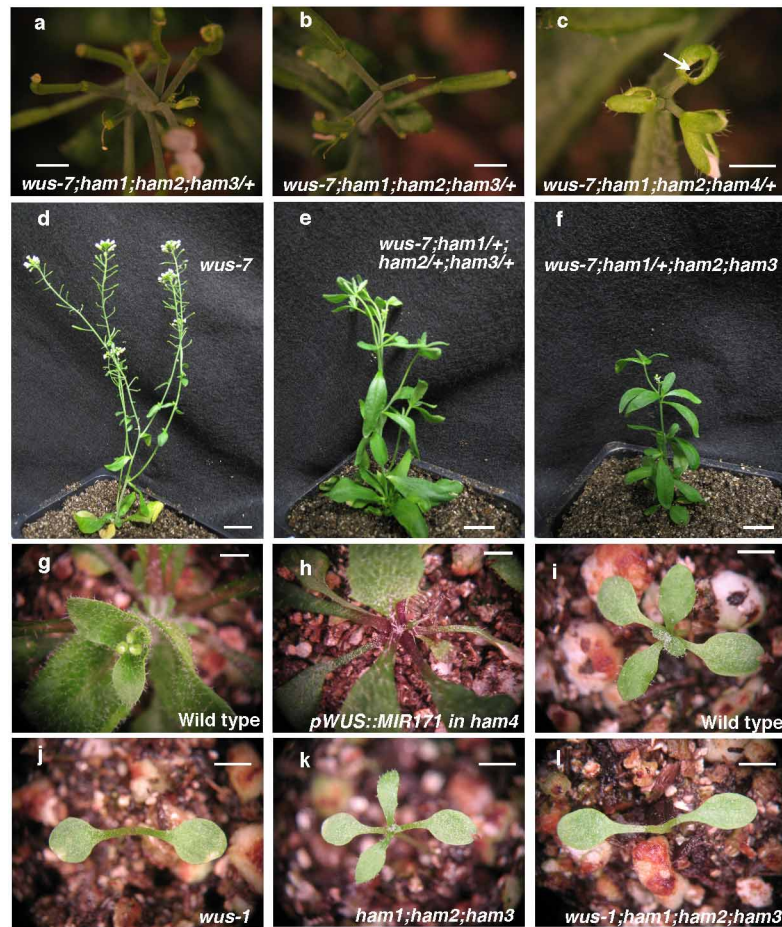 a
wus-7;ham1;ham2;ham3/+
b
wus-7;ham1;ham2;ham3/+
c
wus-7;ham1;ham2;ham4/+
d
wus-7
e
wus-7;ham1/+;
ham2/+;ham3/+
f
wus-7;ham1/+;ham2;ham3
g
Wild type
h
pWUS::MIR171 in ham4
i
Wild type
j
wus-1
k
ham1;ham2;ham3
l
wus-1;ham1;ham2;ham3